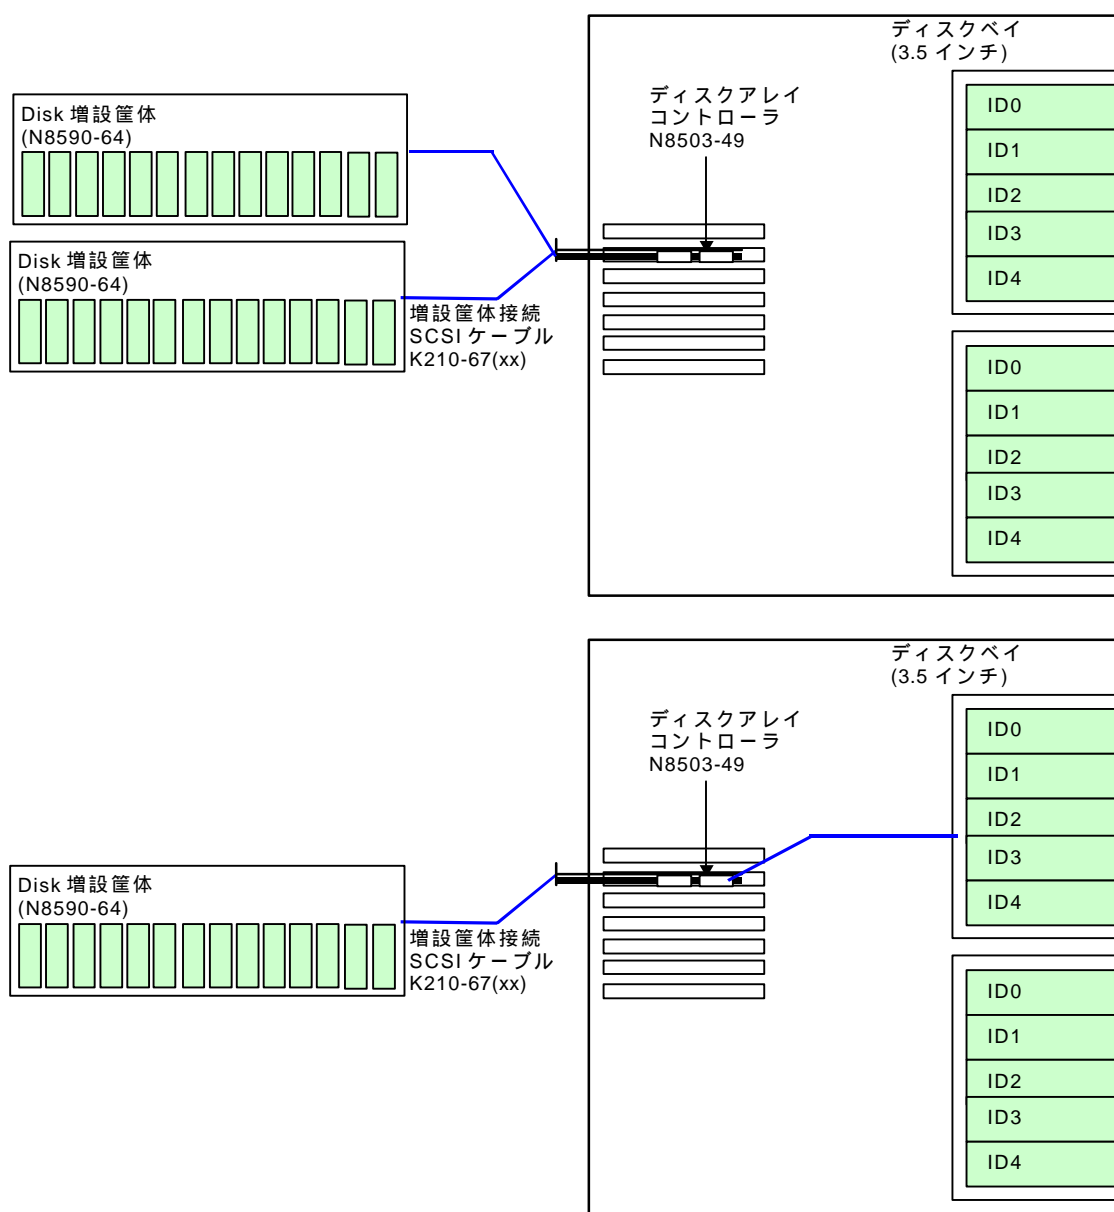 ディスクベイ
(3.5 インチ)
ディスクアレイ
コントローラ
N8503-49
Disk 増設筐体
(N8590-64)
Disk 増設筐体
(N8590-64)
増設筐体接続
SCSI ケーブル
K210-67(xx)
ID0
ID1
ID2
ID3
ID4
ID0
ID1
ID2
ID3
ID4
ディスクベイ
(3.5 インチ)
ディスクアレイ
コントローラ
N8503-49
Disk 増設筐体
(N8590-64)
増設筐体接続
SCSI ケーブル
K210-67(xx)
ID0
ID1
ID2
ID3
ID4
ID0
ID1
ID2
ID3
ID4